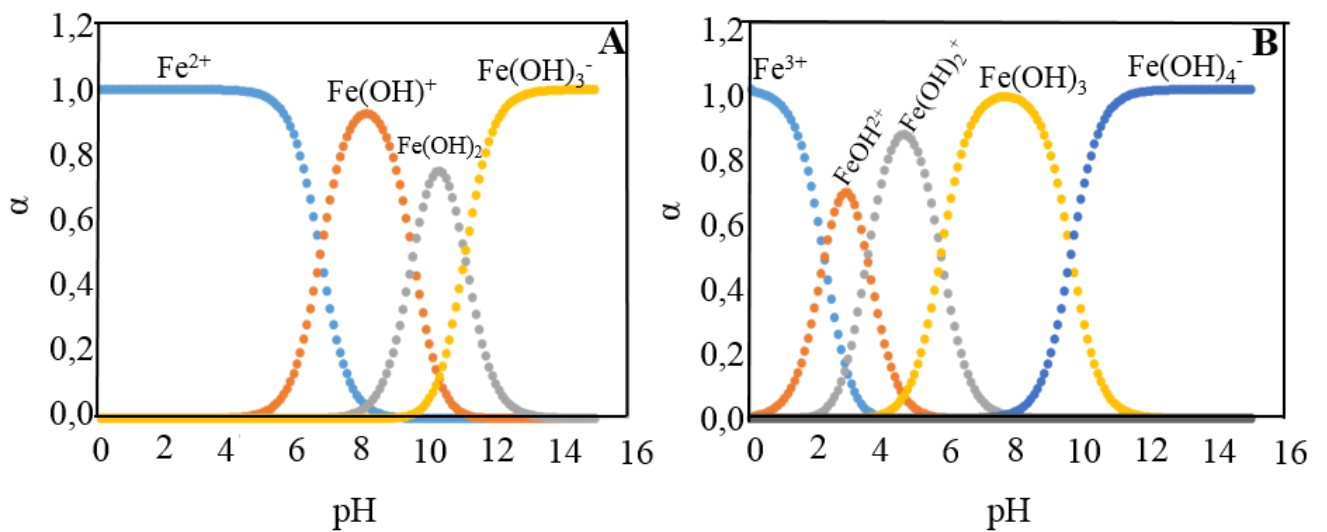 A
1,2
1,0
0,8
0,6
0,4
0,2
0,0
α
Fe²⁺
Fe(OH)⁺
Fe(OH)₂
Fe(OH)₃⁻
0 2 4 6 8 10 12 14 16
pH
B
1,2
1,0
0,8
0,6
0,4
0,2
0,0
α
Fe³⁺
FeOH²⁺
Fe(OH)₂⁺
Fe(OH)₃
Fe(OH)₄⁻
0 2 4 6 8 10 12 14 16
pH